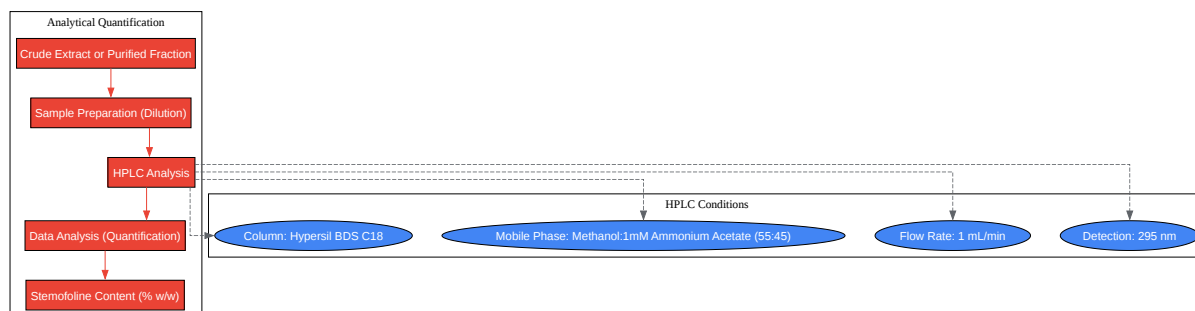 Analytical Quantification
Crude Extract or Purified Fraction
Sample Preparation (Dilution)
HPLC Analysis
HPLC Conditions
Data Analysis (Quantification)
Column: Hypersil BDS C18
Mobile Phase: Methanol:1mM Ammonium Acetate (55:45)
Flow Rate: 1 mL/min
Detection: 295 nm
Stemofoline Content (% w/w)